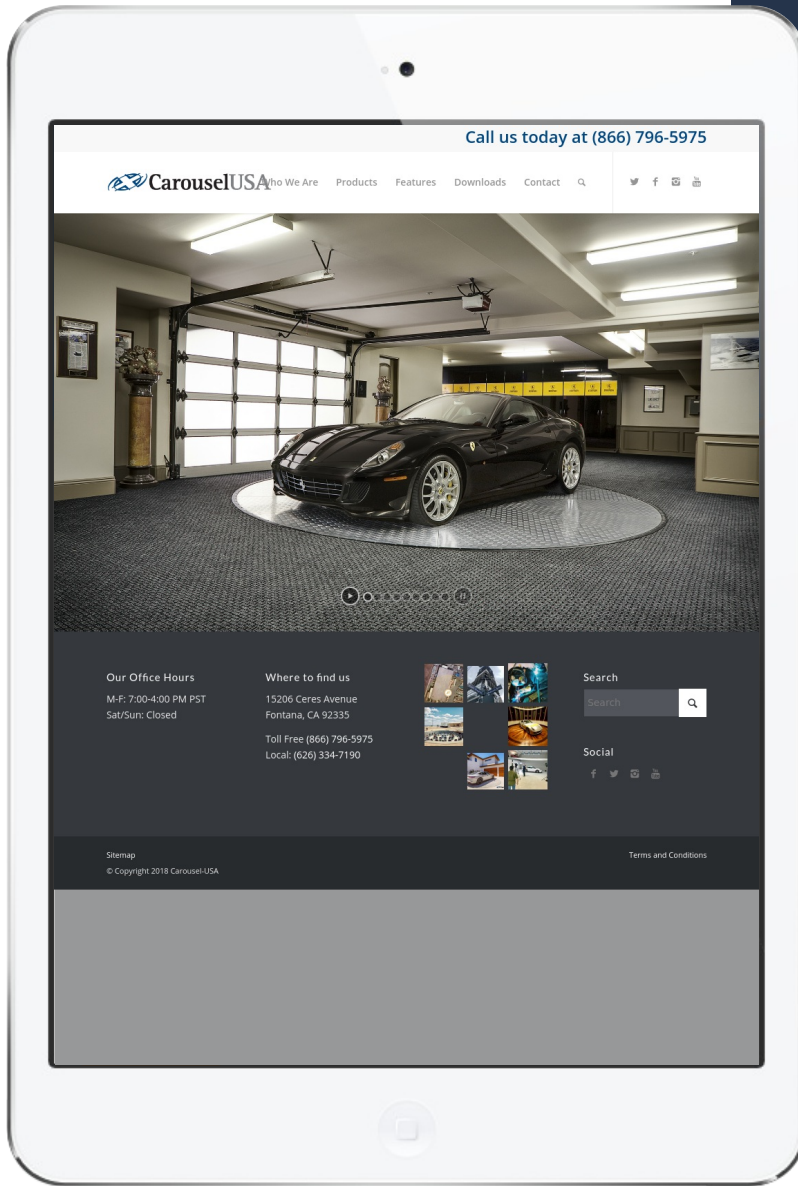 Call us today at (866) 796-5975
CarouselUSA
Who We Are Products Features Downloads Contact
Our Office Hours
M-F: 7:00-4:00 PM PST
Sat/Sun: Closed
Where to find us
15206 Ceres Avenue
Fontana, CA 92335
Toll Free (866) 796-5975
Local: (626) 334-7190
Search
Search
Social
Sitemap
Terms and Conditions
© Copyright 2018 Carousel-USA